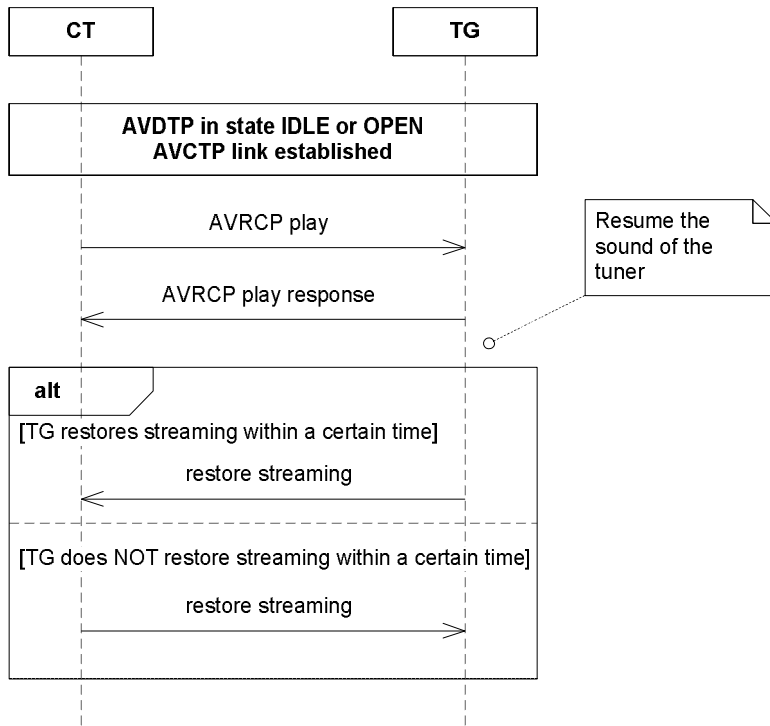 CT
TG
AVDTP in state IDLE or OPEN
AVCTP link established
AVRCP play
Resume the
sound of the
tuner
AVRCP play response
alt
[TG restores streaming within a certain time]
restore streaming
[TG does NOT restore streaming within a certain time]
restore streaming